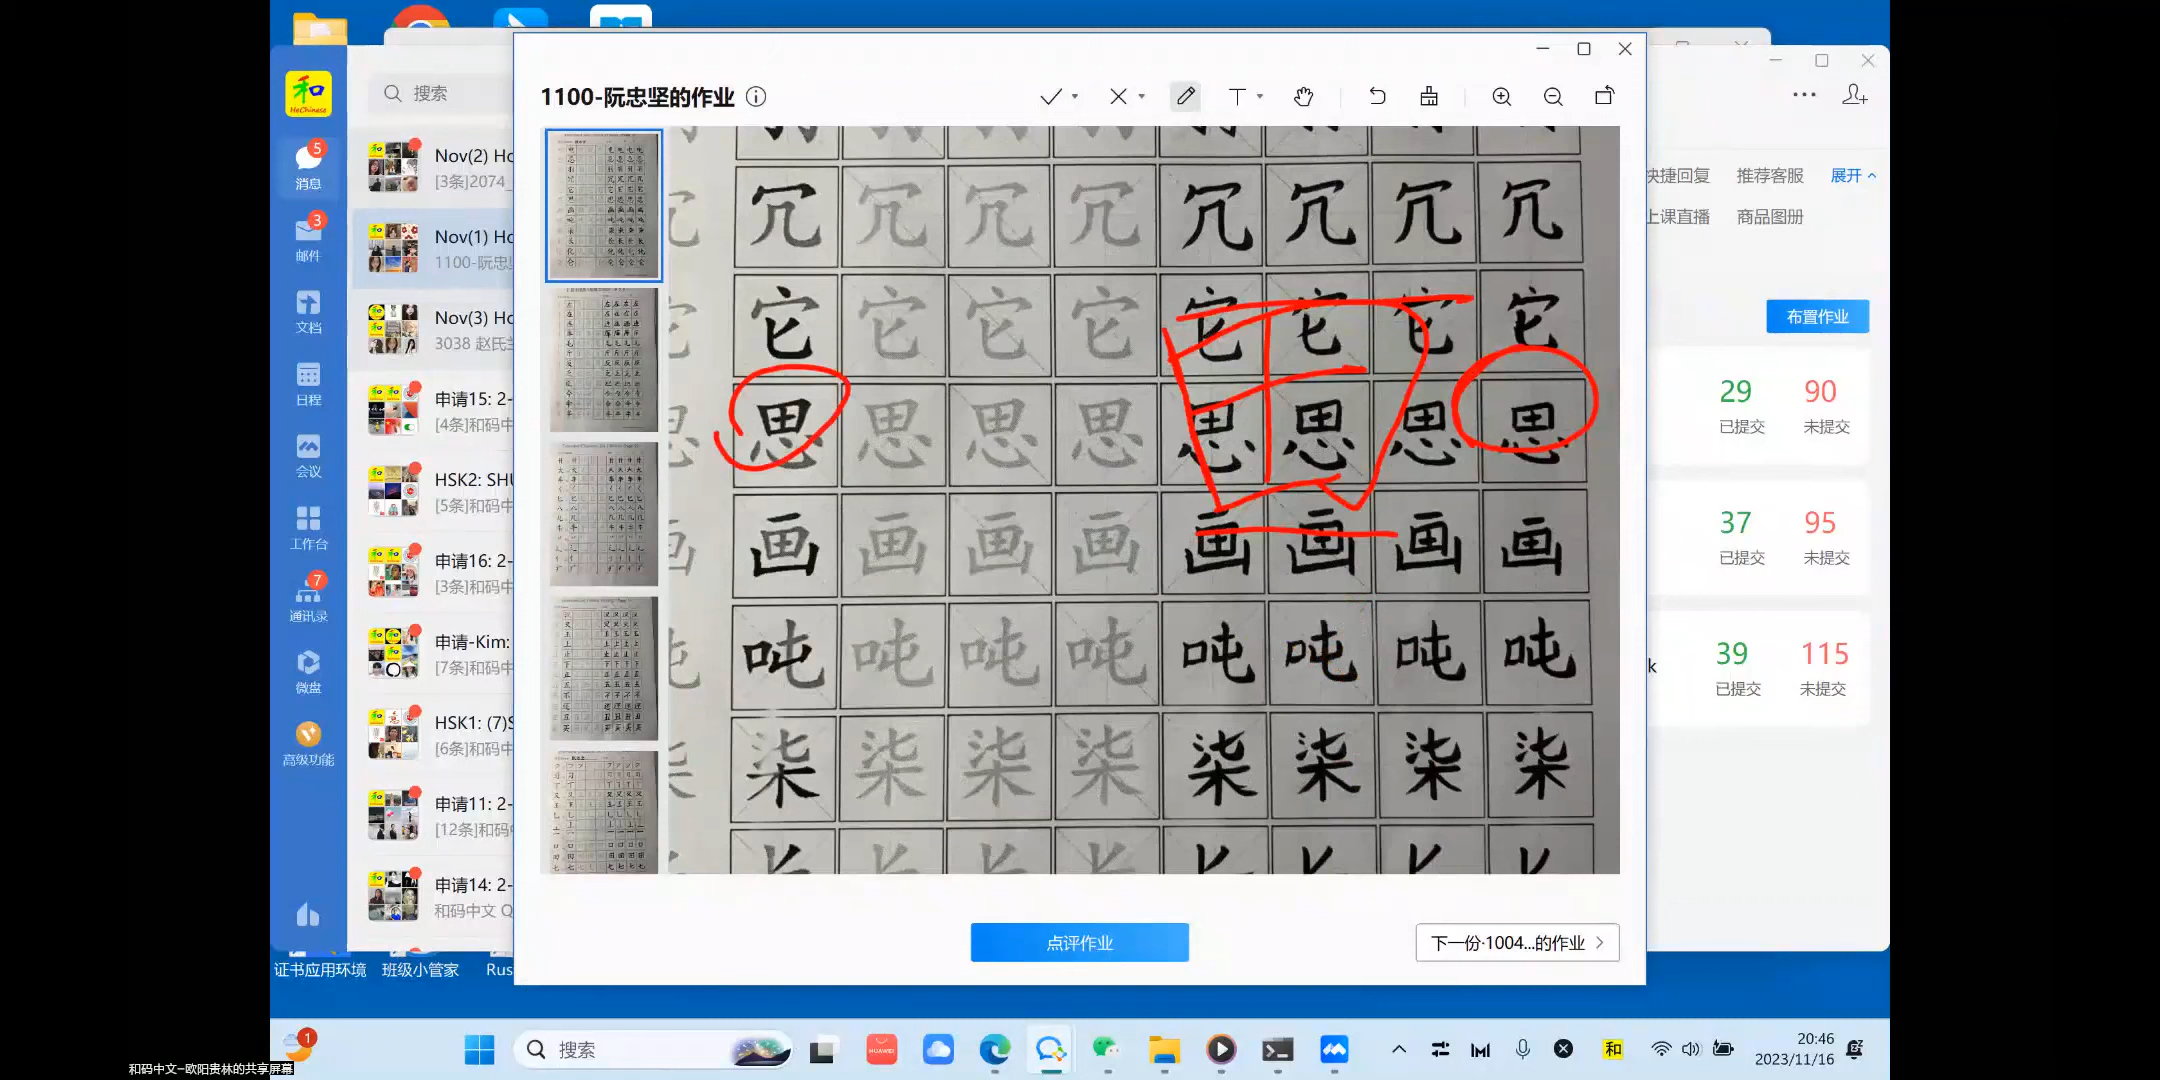 搜索
1100-阮忠坚的作业
和
HeChinese
5
消息
3
邮件
文档
日程
会议
工作台
7
通讯录
微盘
高级功能
Nov(2) Ho
[3条]2074_
Nov(1) Ho
1100-阮忠
Nov(3) Ho
3038 赵氏
申请15: 2-
[4条]和码中
HSK2: SHU
[5条]和码中
申请16: 2-
[3条]和码中
申请-Kim:
[7条]和码中
HSK1: (7)S
[6条]和码中
申请11: 2-
[12条]和码
申请14: 2-
和码中文 Q
冗 冗 冗 冗 冗 冗 冗 冗
它 它 它 它 它 它 它 它
思 思 思 思 思 思 思 思
画 画 画 画 画 画 画 画
吨 吨 吨 吨 吨 吨 吨 吨
柒 柒 柒 柒 柒 柒 柒 柒
点评作业
下一份·1004...的作业
快捷回复 推荐客服 展开
上课直播 商品图册
布置作业
29 90
已提交 未提交
37 95
已提交 未提交
k 39 115
已提交 未提交
证书应用环境 班级小管家 Rus
1
搜索
HUAWEI
和
20:46
2023/11/16
和码中文–欧阳贵林的共享屏幕